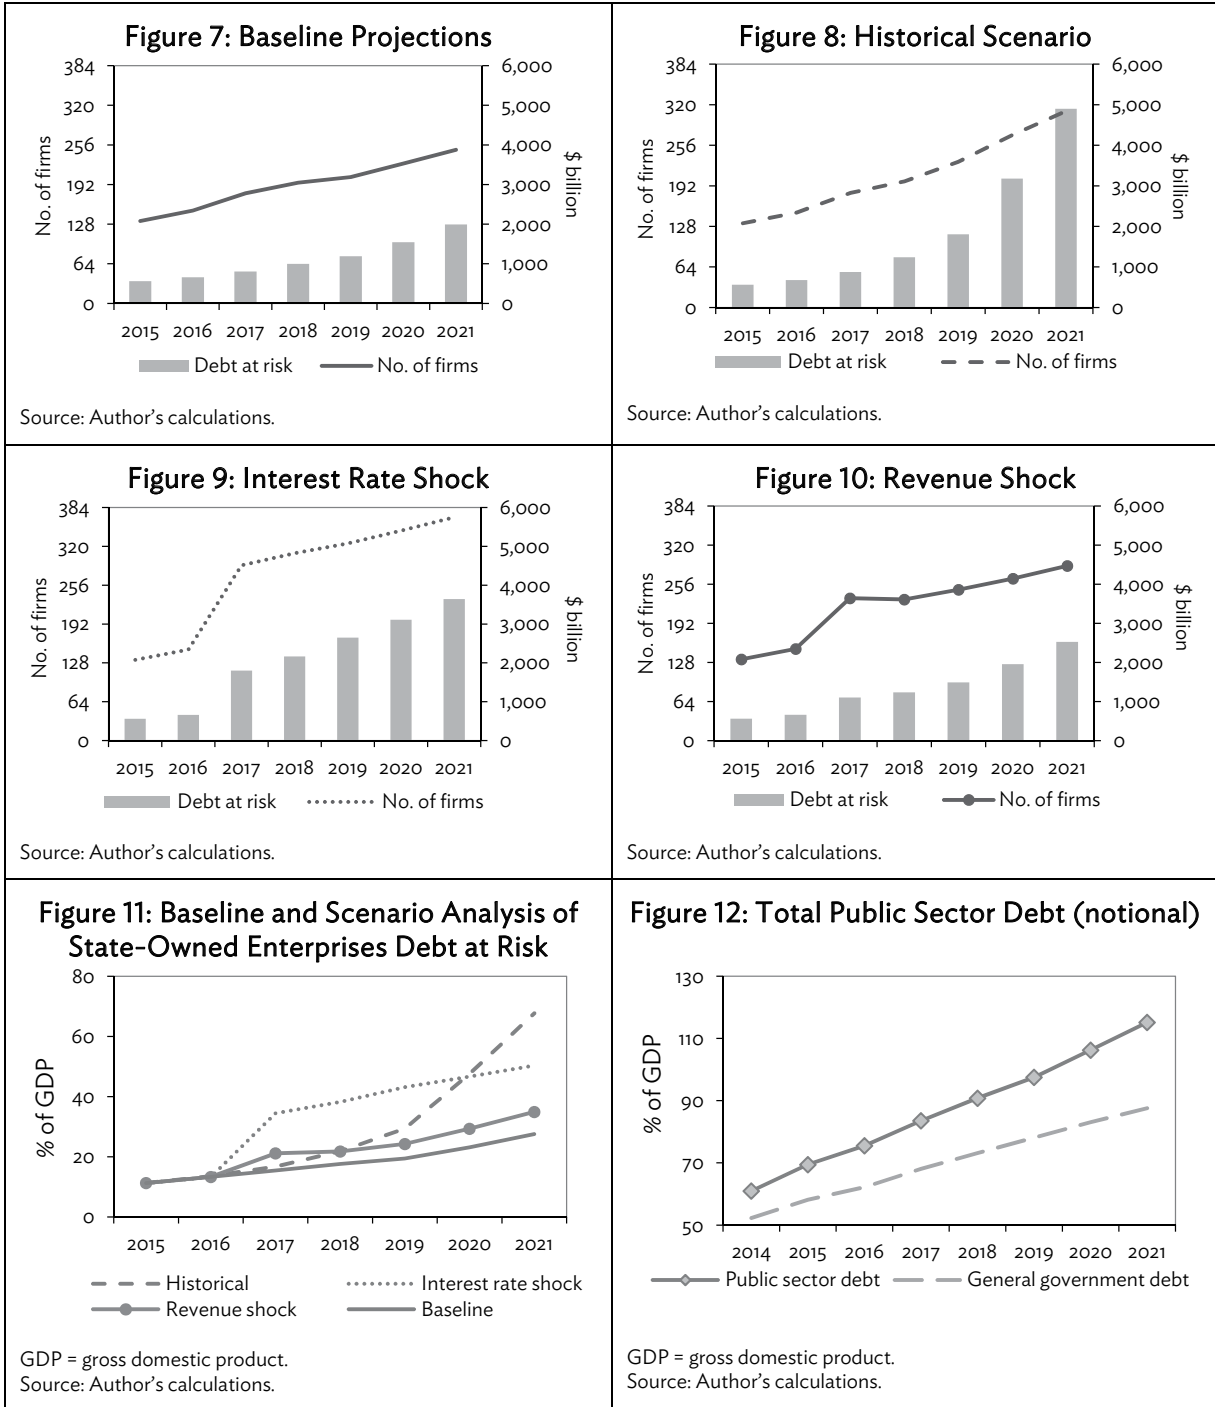 Figure 7: Baseline Projections
384
320
256
192
128
64
0
No. of firms
6,000
5,000
4,000
3,000
2,000
1,000
0
$ billion
2015 2016 2017 2018 2019 2020 2021
Debt at risk No. of firms
Source: Author’s calculations.
Figure 8: Historical Scenario
384
320
256
192
128
64
0
No. of firms
6,000
5,000
4,000
3,000
2,000
1,000
0
$ billion
2015 2016 2017 2018 2019 2020 2021
Debt at risk No. of firms
Source: Author’s calculations.
Figure 9: Interest Rate Shock
384
320
256
192
128
64
0
No. of firms
6,000
5,000
4,000
3,000
2,000
1,000
0
$ billion
2015 2016 2017 2018 2019 2020 2021
Debt at risk No. of firms
Source: Author’s calculations.
Figure 10: Revenue Shock
384
320
256
192
128
64
0
No. of firms
6,000
5,000
4,000
3,000
2,000
1,000
0
$ billion
2015 2016 2017 2018 2019 2020 2021
Debt at risk No. of firms
Source: Author’s calculations.
Figure 11: Baseline and Scenario Analysis of
State-Owned Enterprises Debt at Risk
80
60
40
20
0
% of GDP
2015 2016 2017 2018 2019 2020 2021
Historical Interest rate shock
Revenue shock Baseline
GDP = gross domestic product.
Source: Author’s calculations.
Figure 12: Total Public Sector Debt (notional)
130
110
90
70
50
% of GDP
2014 2015 2016 2017 2018 2019 2020 2021
Public sector debt General government debt
GDP = gross domestic product.
Source: Author’s calculations.